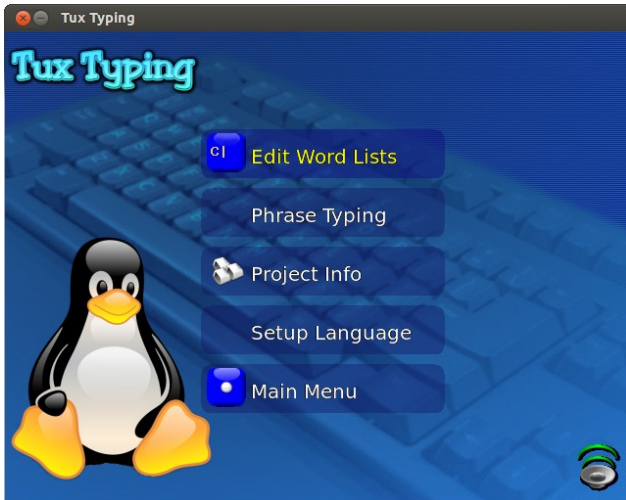 Tux Typing
Tux Typing
C|
Edit Word Lists
Phrase Typing
Project Info
Setup Language
Main Menu